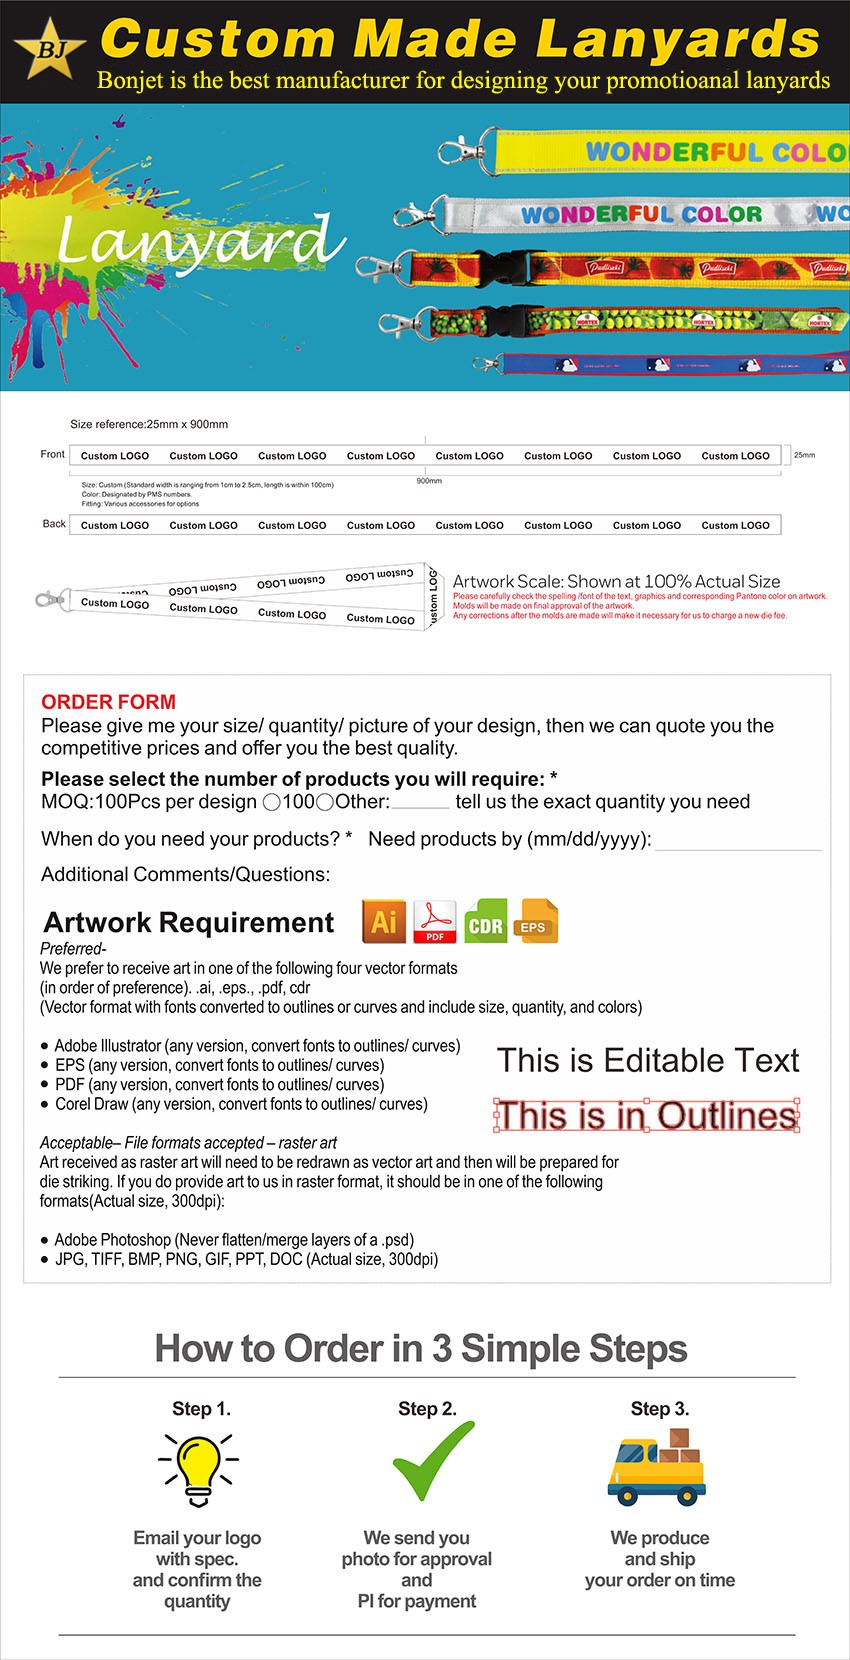 BJ
Custom Made Lanyards
Bonjet is the best manufacturer for designing your promotioanal lanyards
Lanyard
WONDERFUL COLO
WONDERFUL COLOR WO
Pudliszki Pudliszki Pudliszki
HORTEX HORTEX HORTEX
Size reference:25mm x 900mm
Front Custom LOGO Custom LOGO Custom LOGO Custom LOGO Custom LOGO Custom LOGO Custom LOGO Custom LOGO 25mm
900mm
Size: Custom (Standard width is ranging from 1cm to 2.5cm, length is within 100cm)
Color: Designated by PMS numbers.
Fitting: Various accessories for options
Back Custom LOGO Custom LOGO Custom LOGO Custom LOGO Custom LOGO Custom LOGO Custom LOGO Custom LOGO
Custom LOGO Custom LOGO Custom LOGO Custom
Custom LOGO Custom LOGO Custom LOGO Custom LOGO
ustom LOGO
Artwork Scale: Shown at 100% Actual Size
Please carefully check the spelling /font of the text, graphics and corresponding Pantone color on artwork.
Molds will be made on final approval of the artwork.
Any corrections after the molds are made will make it necessary for us to charge a new die fee.
ORDER FORM
Please give me your size/ quantity/ picture of your design, then we can quote you the
competitive prices and offer you the best quality.
Please select the number of products you will require: *
MOQ:100Pcs per design ○100○Other:_____ tell us the exact quantity you need
When do you need your products? * Need products by (mm/dd/yyyy):_______________
Additional Comments/Questions:
Artwork Requirement Ai PDF CDR EPS
Preferred-
We prefer to receive art in one of the following four vector formats
(in order of preference). .ai, .eps., .pdf, cdr
(Vector format with fonts converted to outlines or curves and include size, quantity, and colors)
● Adobe Illustrator (any version, convert fonts to outlines/ curves)
● EPS (any version, convert fonts to outlines/ curves)
● PDF (any version, convert fonts to outlines/ curves)
● Corel Draw (any version, convert fonts to outlines/ curves)
This is Editable Text
This is in Outlines
Acceptable– File formats accepted – raster art
Art received as raster art will need to be redrawn as vector art and then will be prepared for
die striking. If you do provide art to us in raster format, it should be in one of the following
formats(Actual size, 300dpi):
● Adobe Photoshop (Never flatten/merge layers of a .psd)
● JPG, TIFF, BMP, PNG, GIF, PPT, DOC (Actual size, 300dpi)
How to Order in 3 Simple Steps
Step 1.
Email your logo
with spec.
and confirm the
quantity
Step 2.
We send you
photo for approval
and
PI for payment
Step 3.
We produce
and ship
your order on time